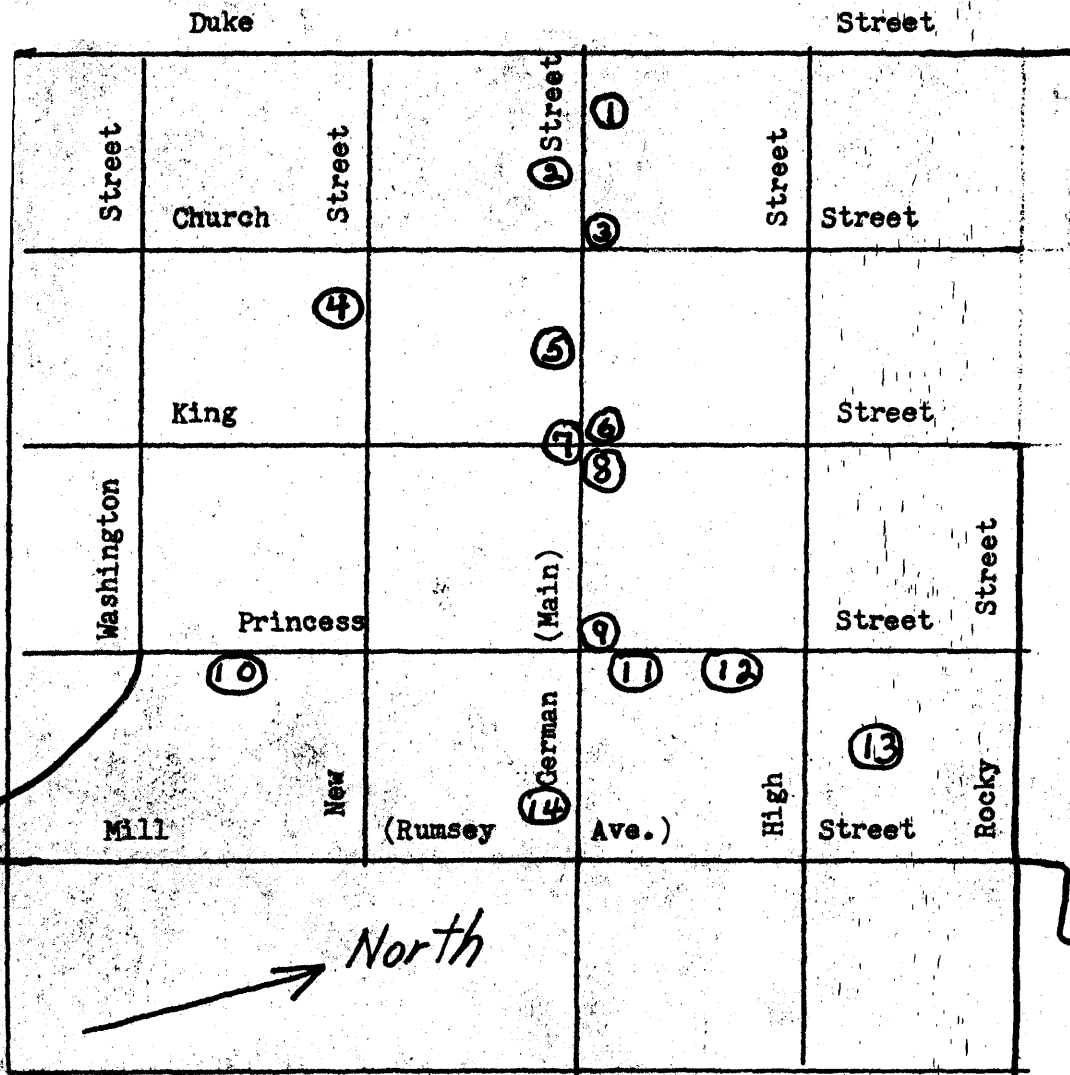 Duke Street
Street Street Street Street
1
2
3
Church Street
4
5
King Street
6
7
8
Washington (Main) Street
Princess Street
9
10 11 12
German
13
New High Rocky
14
Mill (Rumsey Ave.) Street
North